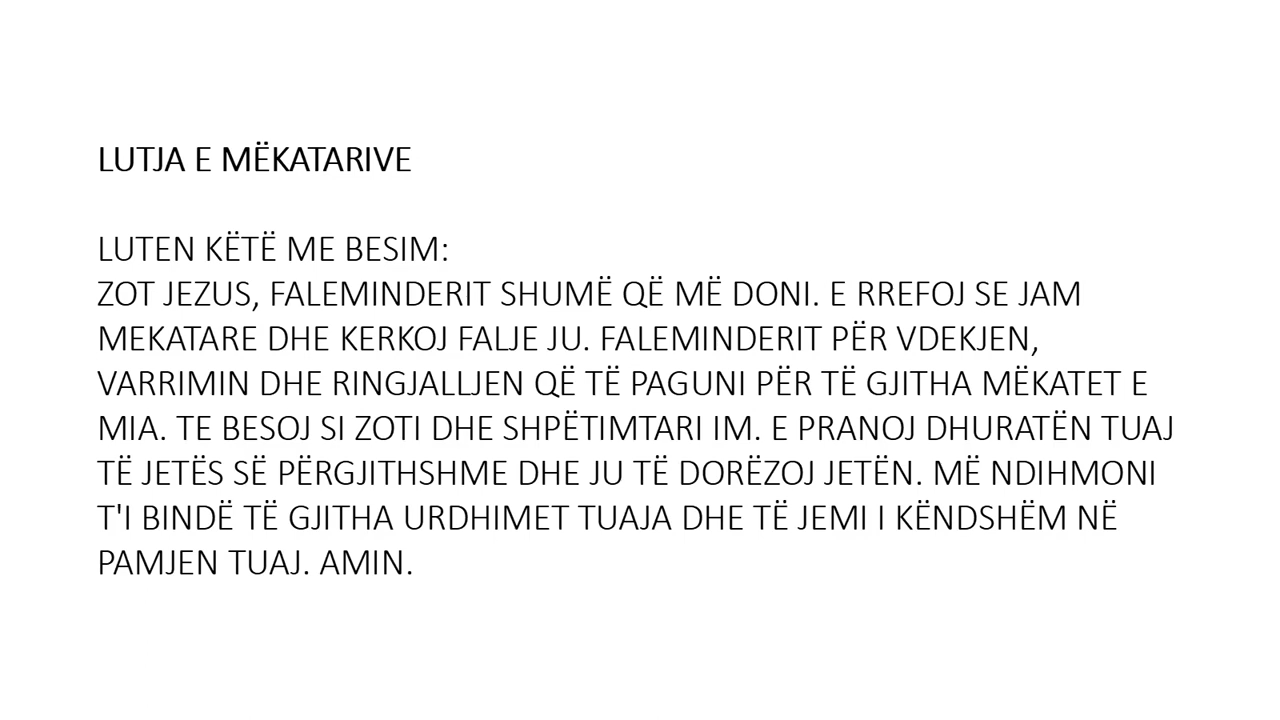 LUTJA E MËKATARIVE
LUTEN KËTË ME BESIM:
ZOT JEZUS, FALEMINDERIT SHUMË QË MË DONI. E RREFOJ SE JAM
MEKATARE DHE KERKOJ FALJE JU. FALEMINDERIT PËR VDEKJEN,
VARRIMIN DHE RINGJALLJEN QË TË PAGUNI PËR TË GJITHA MËKATET E
MIA. TE BESOJ SI ZOTI DHE SHPËTIMTARI IM. E PRANOJ DHURATËN TUAJ
TË JETËS SË PËRGJITHSHME DHE JU TË DORËZOJ JETËN. MË NDIHMONI
T'I BINDË TË GJITHA URDHIMET TUAJA DHE TË JEMI I KËNDSHËM NË
PAMJEN TUAJ. AMIN.